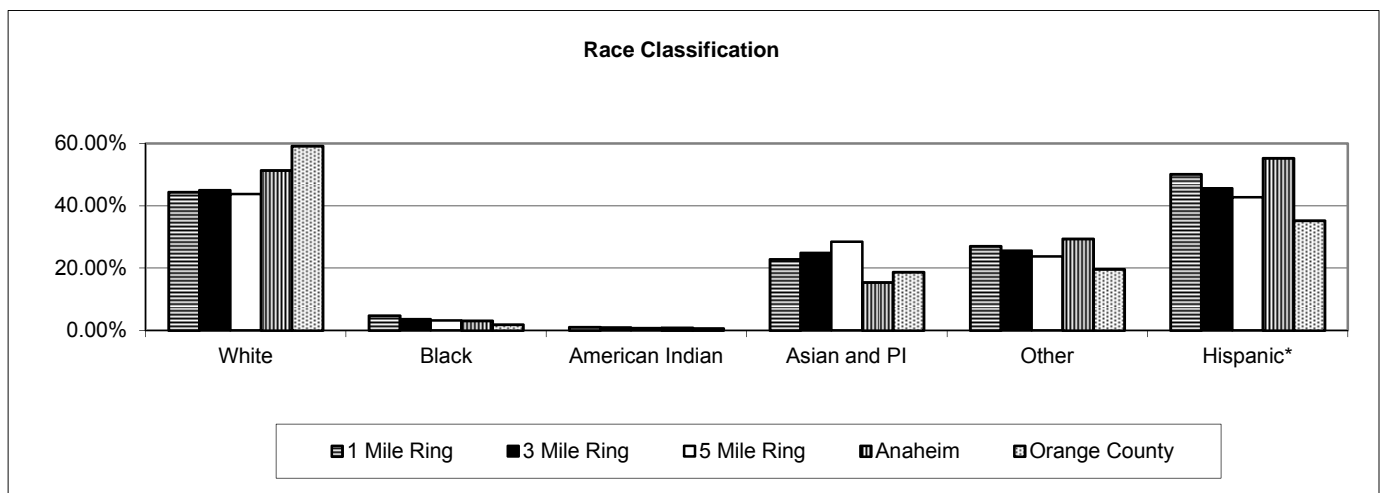 Race Classification
60.00%
40.00%
20.00%
0.00%
White Black American Indian Asian and PI Other Hispanic*
1 Mile Ring 3 Mile Ring 5 Mile Ring Anaheim Orange County